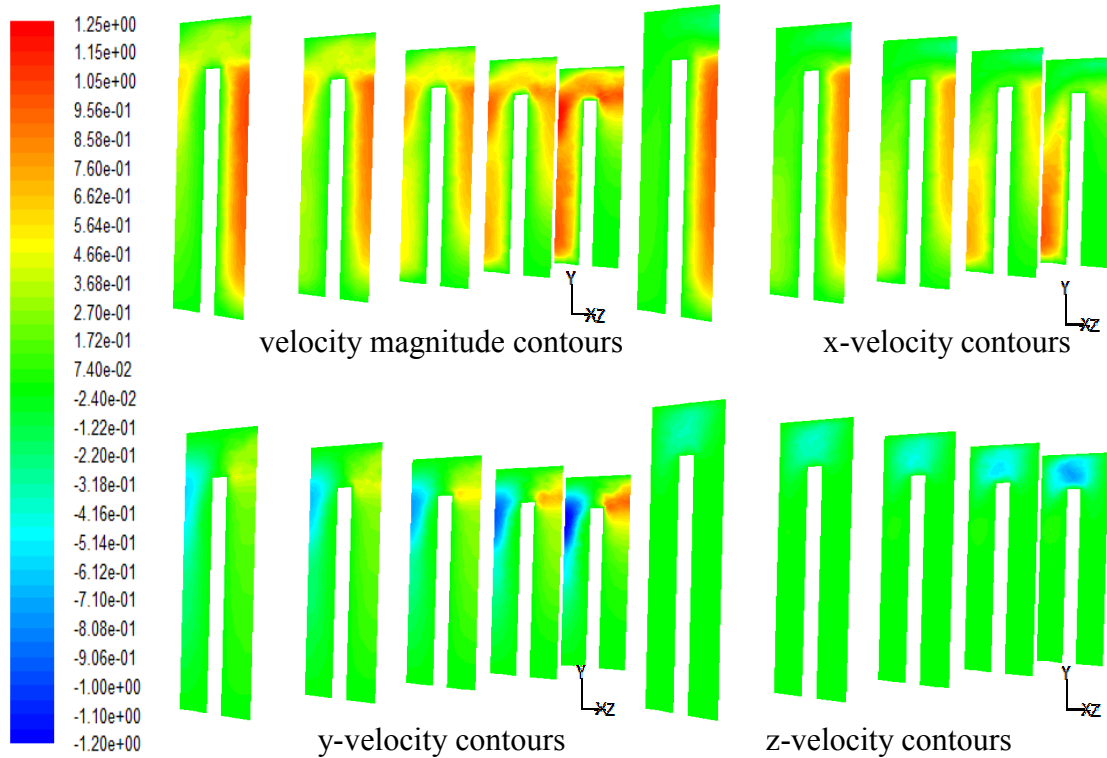 1.25e+00
1.15e+00
1.05e+00
9.56e-01
8.58e-01
7.60e-01
6.62e-01
5.64e-01
4.66e-01
3.68e-01
2.70e-01
1.72e-01
7.40e-02
-2.40e-02
-1.22e-01
-2.20e-01
-3.18e-01
-4.16e-01
-5.14e-01
-6.12e-01
-7.10e-01
-8.08e-01
-9.06e-01
-1.00e+00
-1.10e+00
-1.20e+00
Y
XZ
velocity magnitude contours
Y
XZ
x-velocity contours
Y
XZ
y-velocity contours
Y
XZ
z-velocity contours